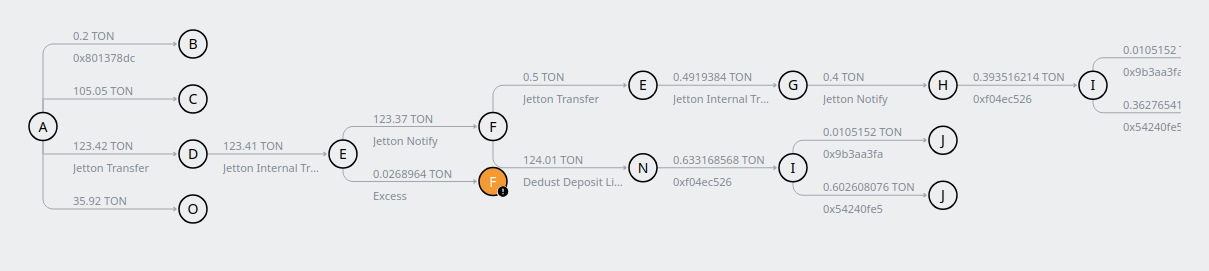 A
0.2 TON
0x801378dc
B
105.05 TON
C
123.42 TON
Jetton Transfer
D
35.92 TON
O
123.41 TON
Jetton Internal Tr...
E
123.37 TON
Jetton Notify
F
0.0268964 TON
Excess
F
0.5 TON
Jetton Transfer
E
0.4919384 TON
Jetton Internal Tr...
G
0.4 TON
Jetton Notify
H
0.393516214 TON
0xf04ec526
I
0.0105152
0x9b3aa3fa
0.36276541
0x54240fe5
124.01 TON
Dedust Deposit Li...
N
0.633168568 TON
0xf04ec526
I
0.0105152 TON
0x9b3aa3fa
J
0.602608076 TON
0x54240fe5
J